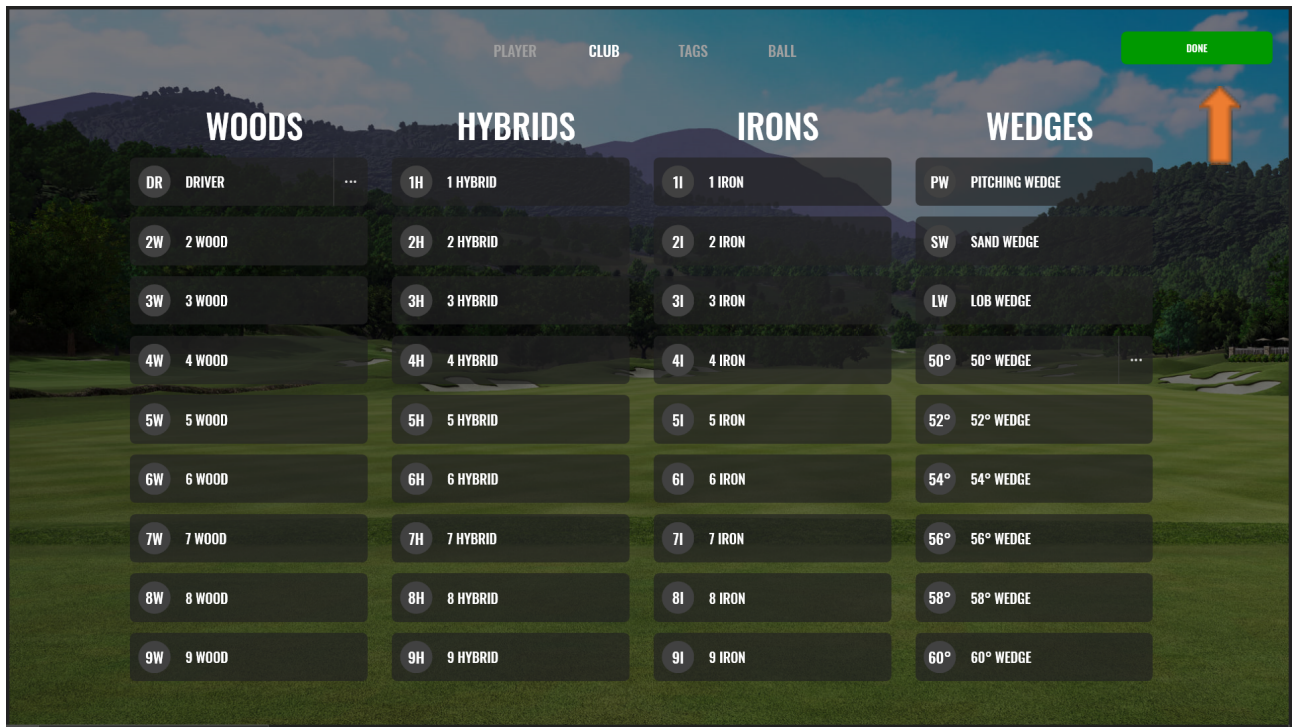 PLAYER CLUB TAGS BALL DONE
WOODS HYBRIDS IRONS WEDGES
DR DRIVER ... 1H 1 HYBRID 1I 1 IRON PW PITCHING WEDGE
2W 2 WOOD 2H 2 HYBRID 2I 2 IRON SW SAND WEDGE
3W 3 WOOD 3H 3 HYBRID 3I 3 IRON LW LOB WEDGE
4W 4 WOOD 4H 4 HYBRID 4I 4 IRON 50° 50° WEDGE ...
5W 5 WOOD 5H 5 HYBRID 5I 5 IRON 52° 52° WEDGE
6W 6 WOOD 6H 6 HYBRID 6I 6 IRON 54° 54° WEDGE
7W 7 WOOD 7H 7 HYBRID 7I 7 IRON 56° 56° WEDGE
8W 8 WOOD 8H 8 HYBRID 8I 8 IRON 58° 58° WEDGE
9W 9 WOOD 9H 9 HYBRID 9I 9 IRON 60° 60° WEDGE